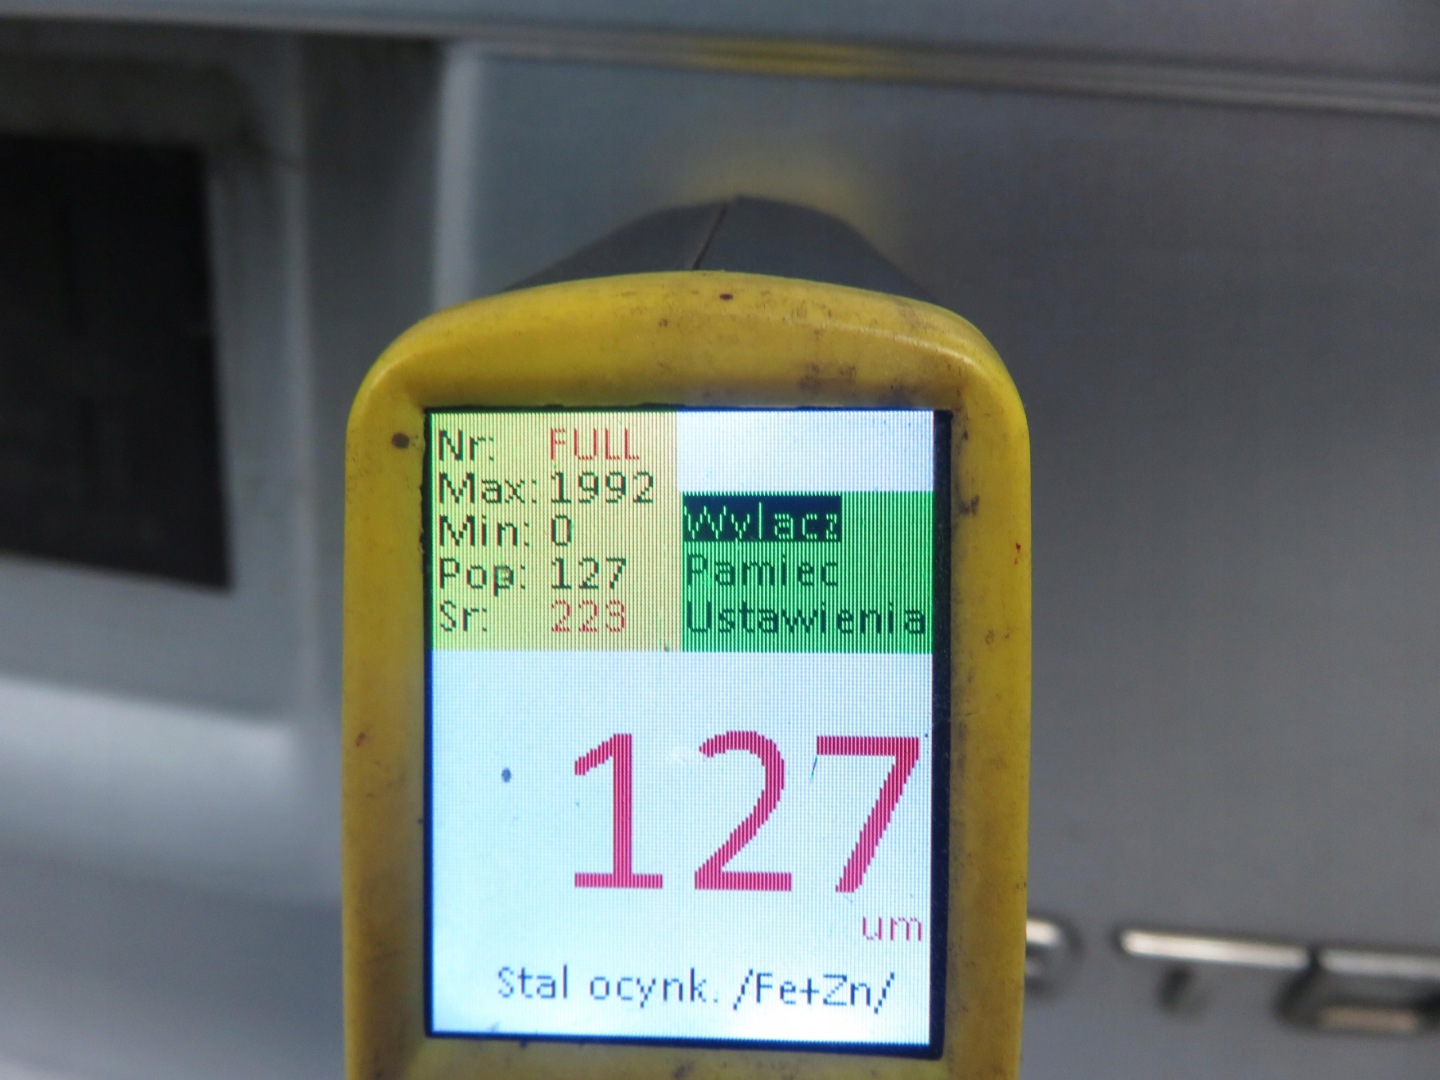 Nr: FULL
Max: 1992
Min: 0
Pop: 127
Sr: 223
Wylacz
Pamiec
Ustawienia
127
um
Stal ocynk. /Fe+Zn/